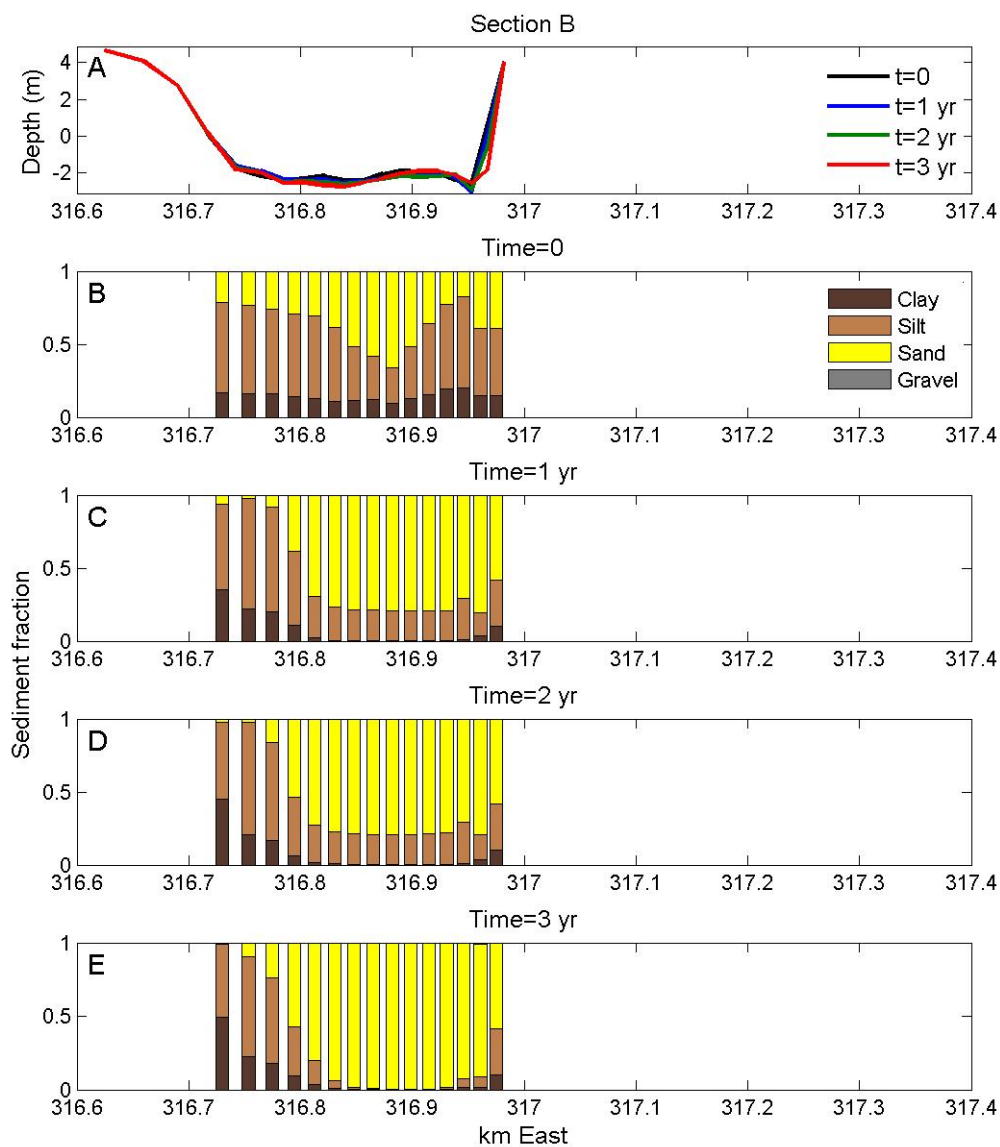 Section B
A
Depth (m)
4
2
0
-2
t=0
t=1 yr
t=2 yr
t=3 yr
316.6 316.7 316.8 316.9 317 317.1 317.2 317.3 317.4
Time=0
B
1
0.5
0
Clay
Silt
Sand
Gravel
316.6 316.7 316.8 316.9 317 317.1 317.2 317.3 317.4
Time=1 yr
C
1
0.5
0
316.6 316.7 316.8 316.9 317 317.1 317.2 317.3 317.4
Sediment fraction
Time=2 yr
D
1
0.5
0
316.6 316.7 316.8 316.9 317 317.1 317.2 317.3 317.4
Time=3 yr
E
1
0.5
0
316.6 316.7 316.8 316.9 317 317.1 317.2 317.3 317.4
km East